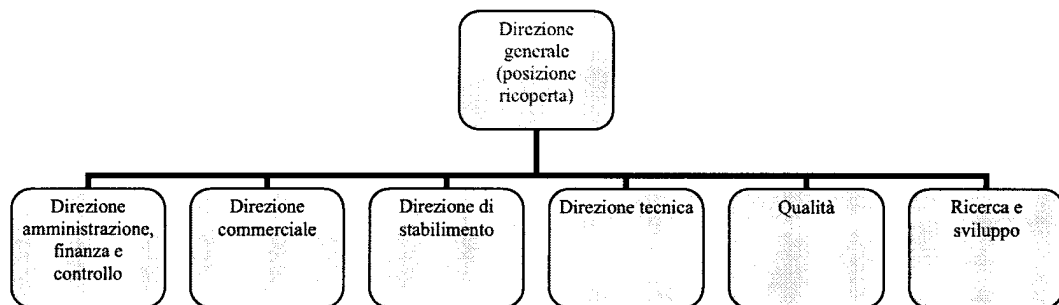 Direzione
generale
(posizione
ricoperta)
Direzione
amministrazione,
finanza e
controllo
Direzione
commerciale
Direzione di
stabilimento
Direzione tecnica
Qualità
Ricerca e
sviluppo